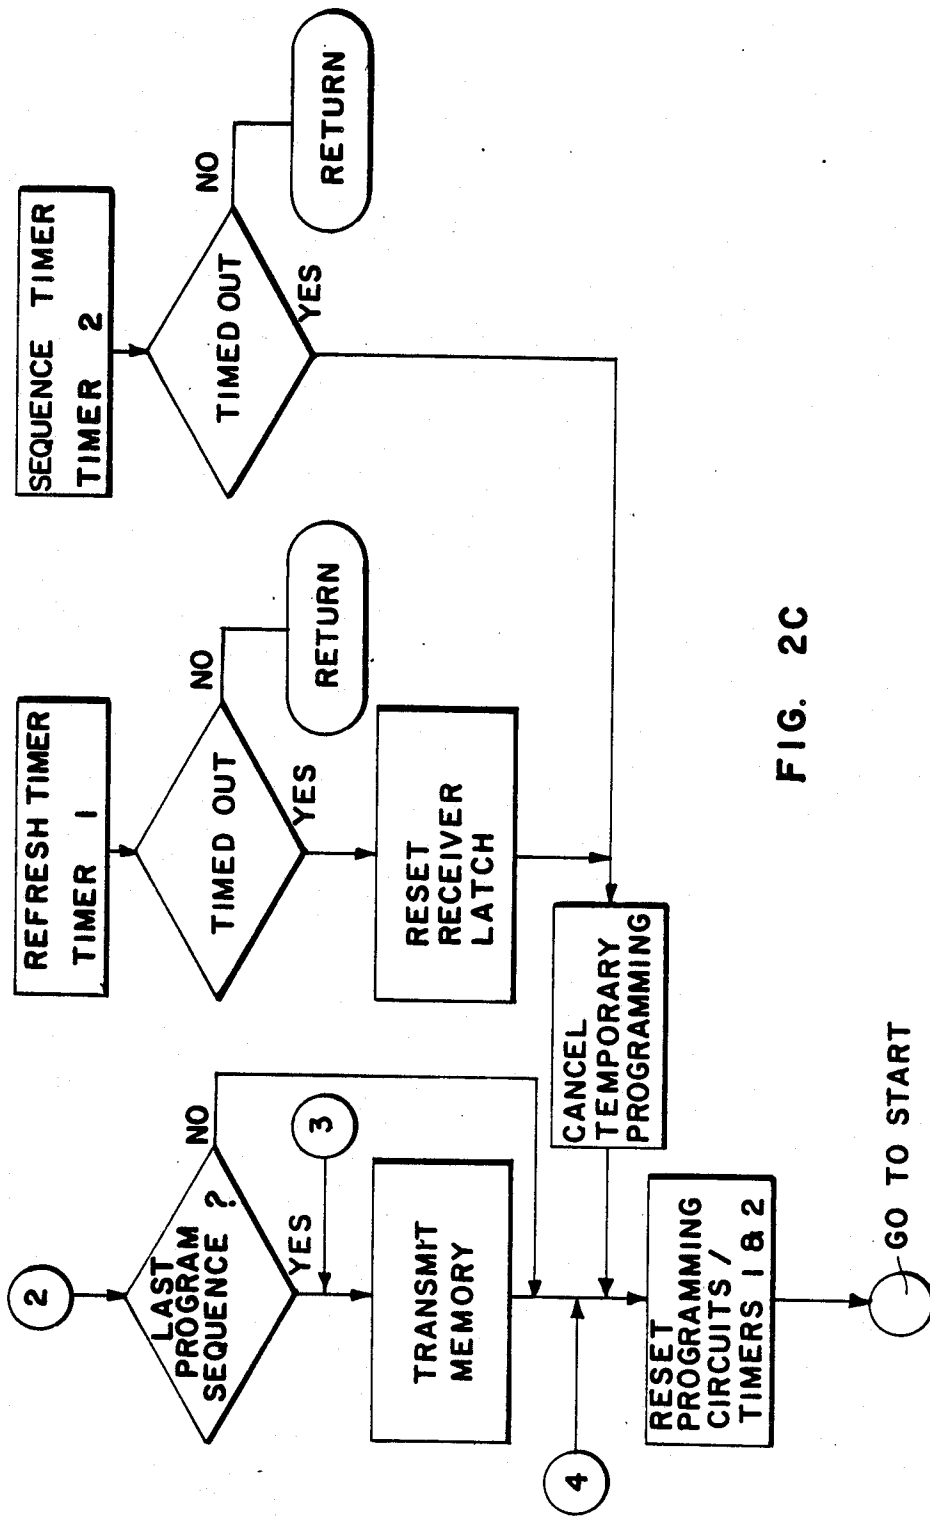 2
LAST
PROGRAM
SEQUENCE ?
NO
YES
3
TRANSMIT
MEMORY
4
RESET
PROGRAMMING
CIRCUITS /
TIMERS 1 & 2
GO TO START
REFRESH TIMER
TIMER 1
TIMED OUT
NO
RETURN
YES
RESET
RECEIVER
LATCH
CANCEL
TEMPORARY
PROGRAMMING
SEQUENCE TIMER
TIMER 2
TIMED OUT
NO
RETURN
YES
FIG. 2C